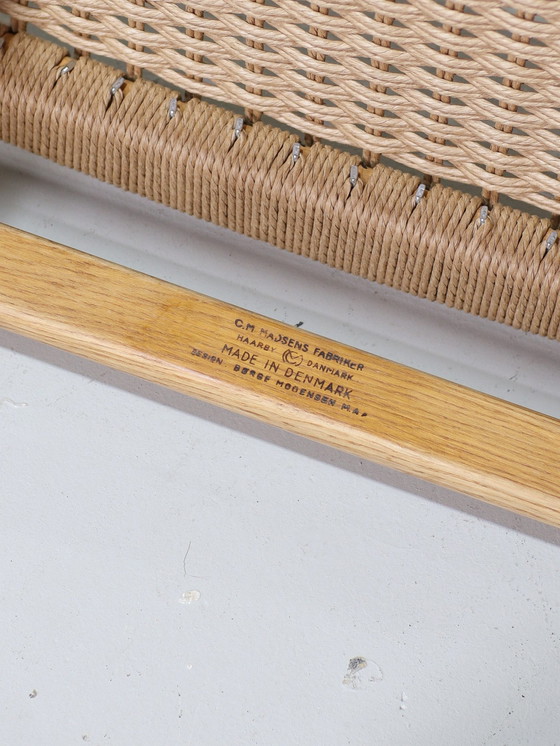 C.M. MADSENS FABRIKER
HAARBY DANMARK
MADE IN DENMARK
DESIGN BØRGE MOGENSEN M.A.